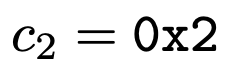 c₂ = 0x2